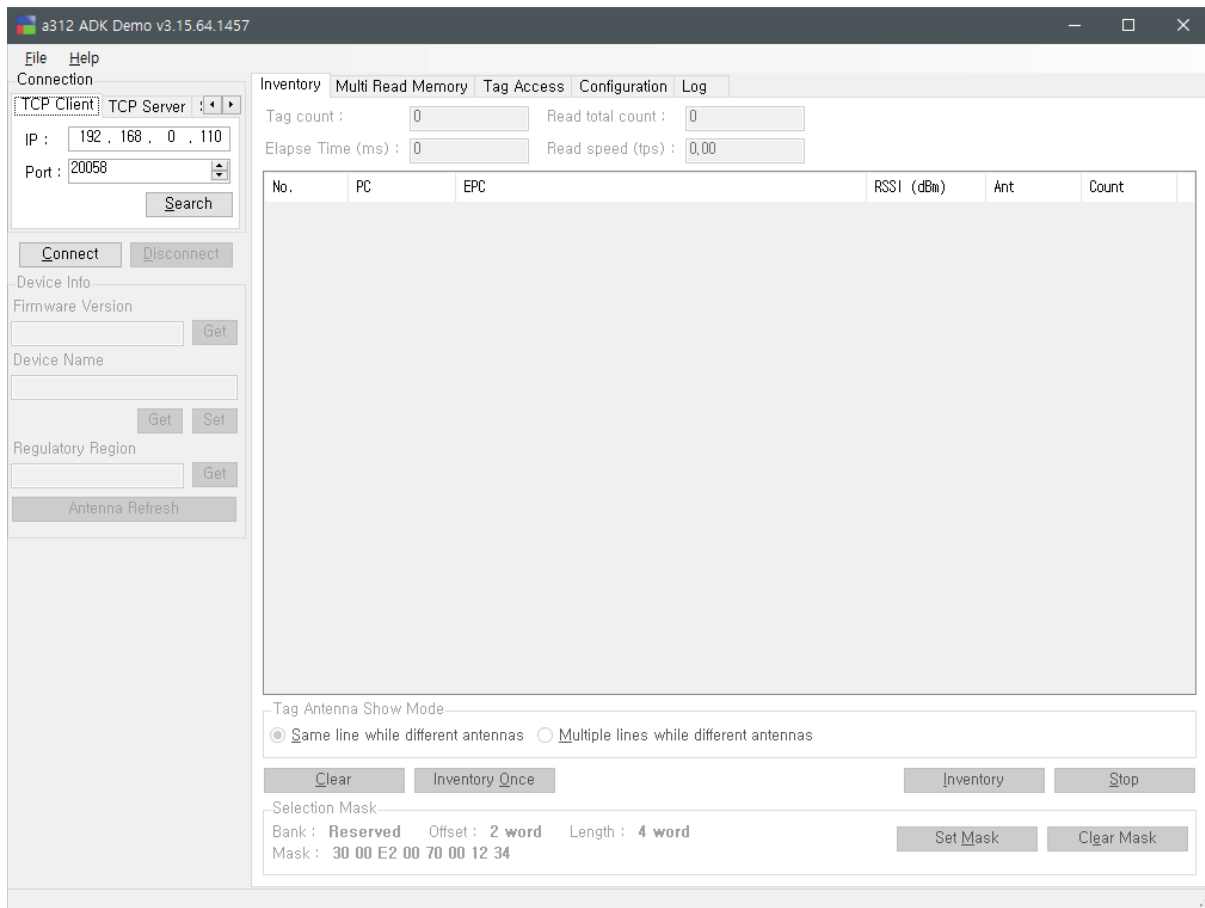 a312 ADK Demo v3.15.64.1457
File Help
Connection
TCP Client TCP Server
IP : 192 . 168 . 0 . 110
Port : 20058
Search
Connect Disconnect
Device Info
Firmware Version
Get
Device Name
Get Set
Regulatory Region
Get
Antenna Refresh
Inventory Multi Read Memory Tag Access Configuration Log
Tag count : 0 Read total count : 0
Elapse Time (ms) : 0 Read speed (tps) : 0,00
No. PC EPC RSSI (dBm) Ant Count
Tag Antenna Show Mode
Same line while different antennas Multiple lines while different antennas
Clear Inventory Once Inventory Stop
Selection Mask
Bank : Reserved Offset : 2 word Length : 4 word
Mask : 30 00 E2 00 70 00 12 34
Set Mask Clear Mask